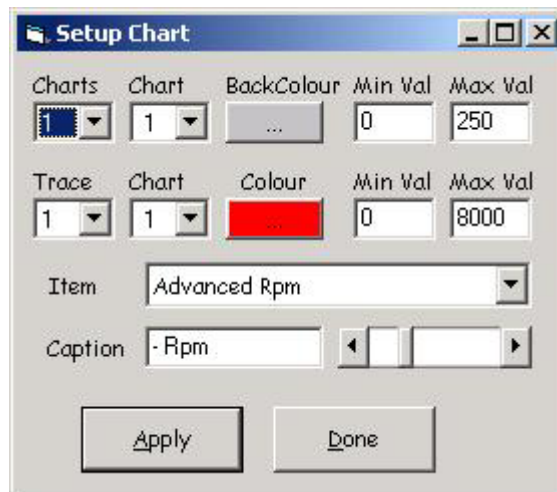 Setup Chart
Charts Chart BackColour Min Val Max Val
1 1 ... 0 250
Trace Chart Colour Min Val Max Val
1 1 ... 0 8000
Item Advanced Rpm
Caption - Rpm
Apply Done